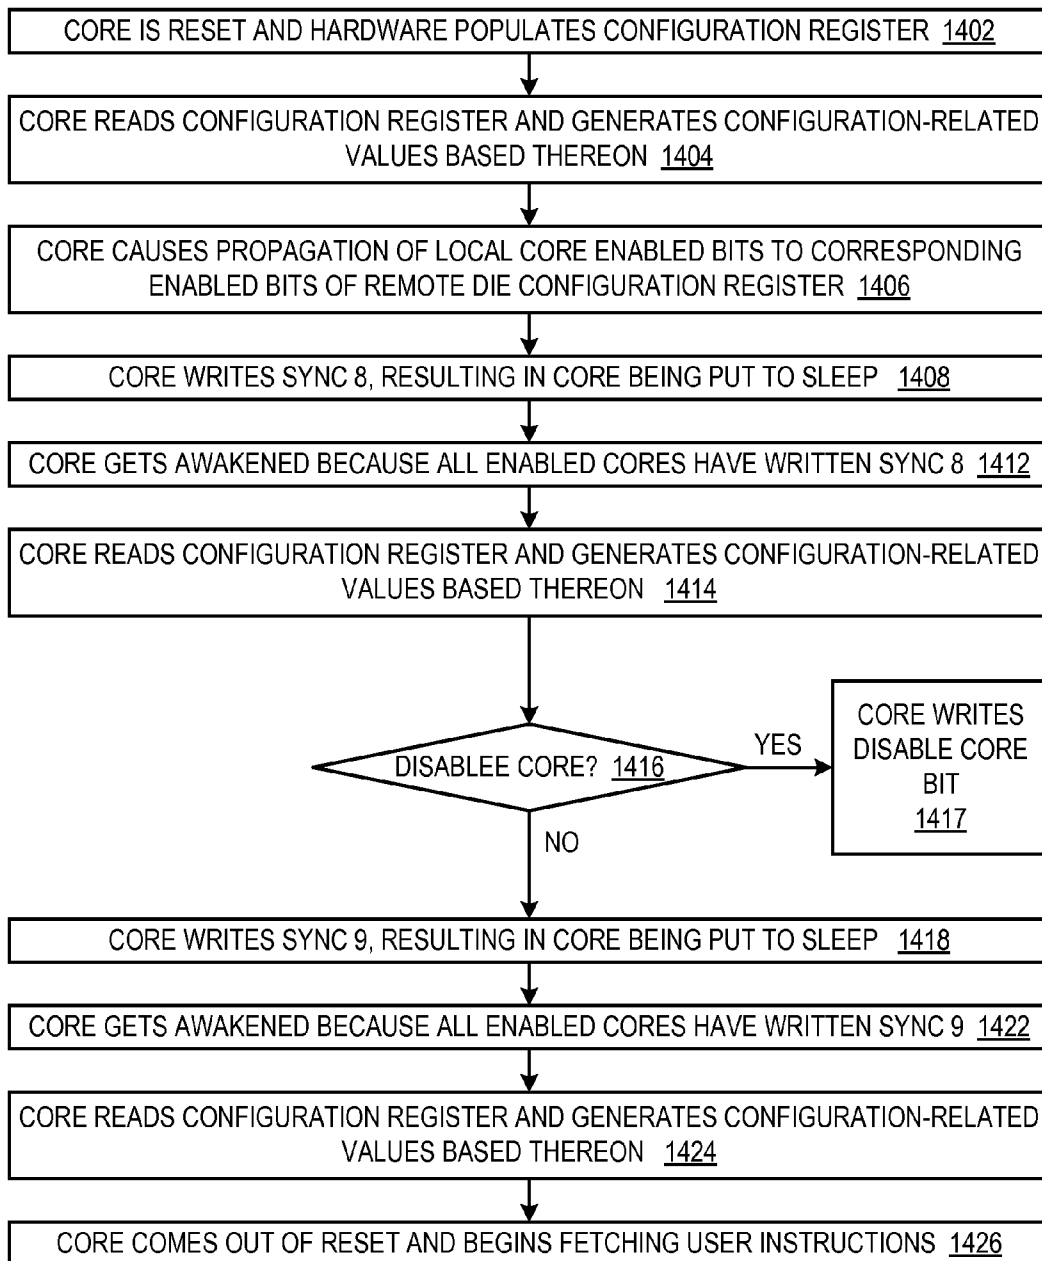 CORE IS RESET AND HARDWARE POPULATES CONFIGURATION REGISTER 1402
CORE READS CONFIGURATION REGISTER AND GENERATES CONFIGURATION-RELATED
VALUES BASED THEREON 1404
CORE CAUSES PROPAGATION OF LOCAL CORE ENABLED BITS TO CORRESPONDING
ENABLED BITS OF REMOTE DIE CONFIGURATION REGISTER 1406
CORE WRITES SYNC 8, RESULTING IN CORE BEING PUT TO SLEEP 1408
CORE GETS AWAKENED BECAUSE ALL ENABLED CORES HAVE WRITTEN SYNC 8 1412
CORE READS CONFIGURATION REGISTER AND GENERATES CONFIGURATION-RELATED
VALUES BASED THEREON 1414
DISABLEE CORE? 1416
YES
CORE WRITES
DISABLE CORE
BIT
1417
NO
CORE WRITES SYNC 9, RESULTING IN CORE BEING PUT TO SLEEP 1418
CORE GETS AWAKENED BECAUSE ALL ENABLED CORES HAVE WRITTEN SYNC 9 1422
CORE READS CONFIGURATION REGISTER AND GENERATES CONFIGURATION-RELATED
VALUES BASED THEREON 1424
CORE COMES OUT OF RESET AND BEGINS FETCHING USER INSTRUCTIONS 1426